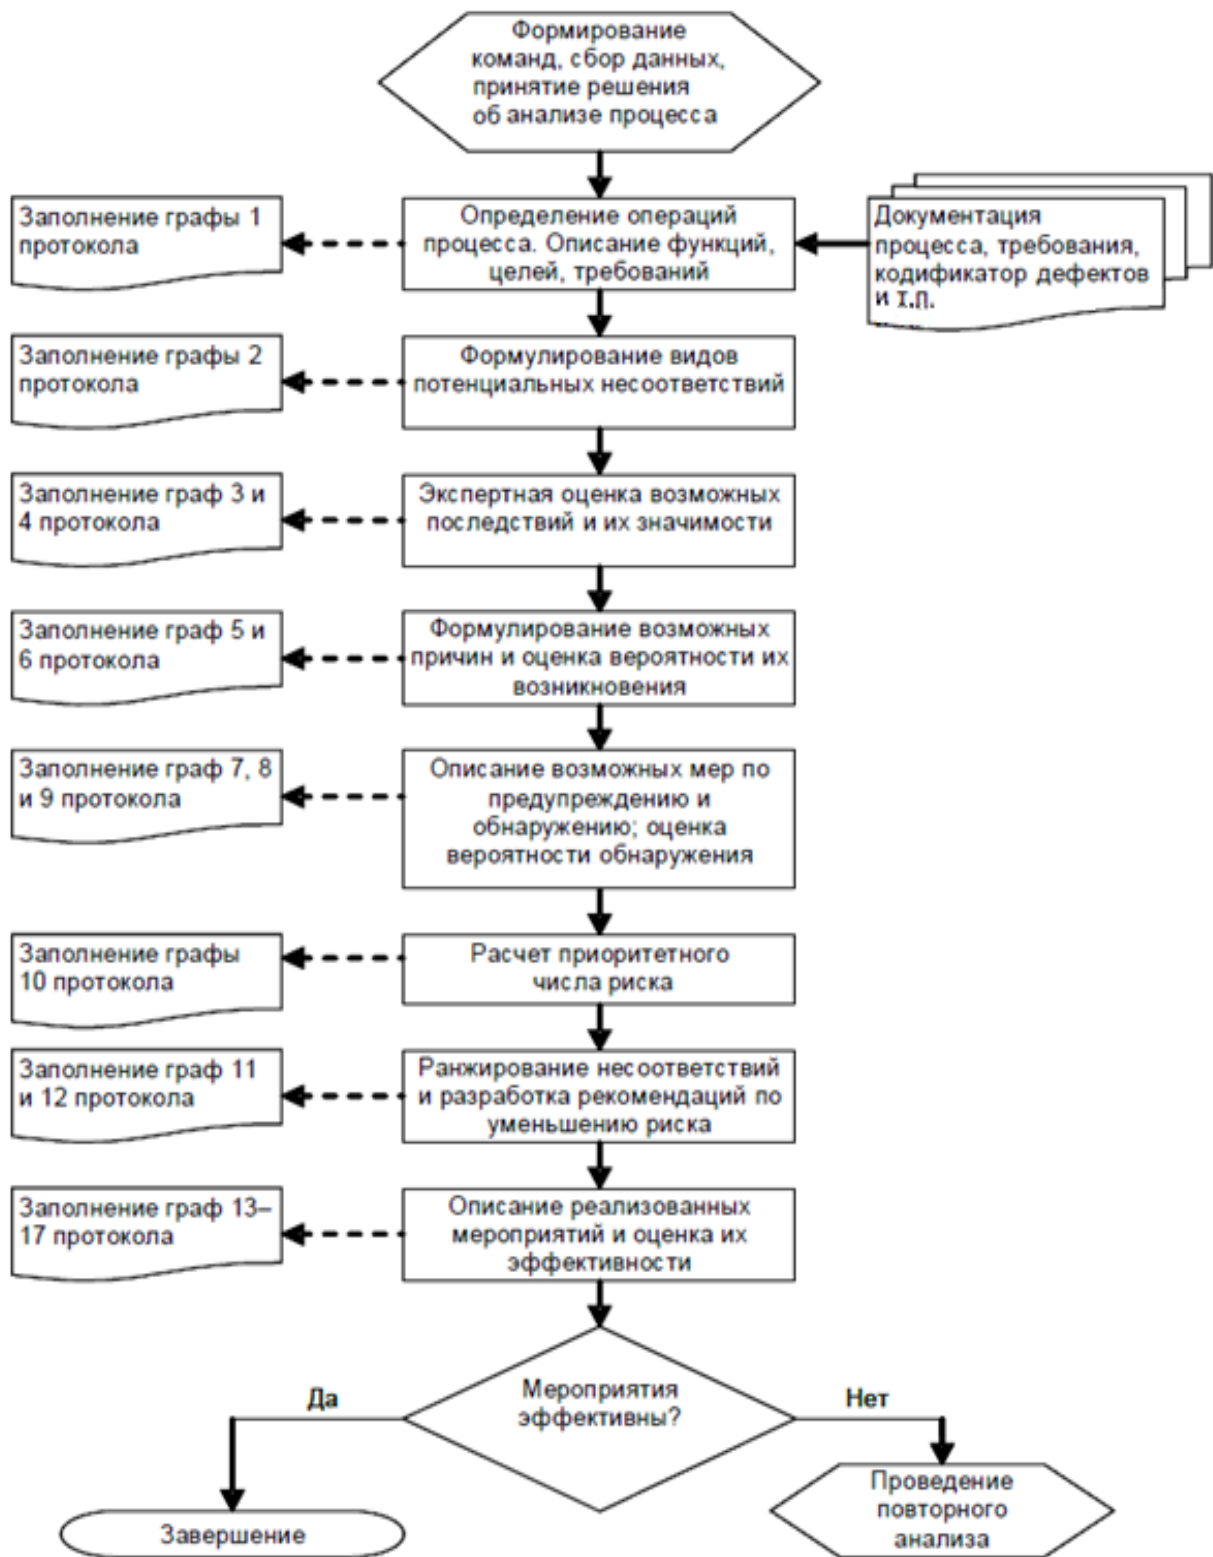 Формирование
команд, сбор данных,
принятие решения
об анализе процесса
Заполнение графы 1
протокола
Определение операций
процесса. Описание функций,
целей, требований
Документация
процесса, требования,
кодификатор дефектов
и т.п.
Заполнение графы 2
протокола
Формулирование видов
потенциальных несоответствий
Заполнение граф 3 и
4 протокола
Экспертная оценка возможных
последствий и их значимости
Заполнение граф 5 и
6 протокола
Формулирование возможных
причин и оценка вероятности их
возникновения
Заполнение граф 7, 8
и 9 протокола
Описание возможных мер по
предупреждению и
обнаружению; оценка
вероятности обнаружения
Заполнение графы
10 протокола
Расчет приоритетного
числа риска
Заполнение граф 11
и 12 протокола
Ранжирование несоответствий
и разработка рекомендаций по
уменьшению риска
Заполнение граф 13–
17 протокола
Описание реализованных
мероприятий и оценка их
эффективности
Мероприятия
эффективны?
Да
Нет
Завершение
Проведение
повторного
анализа